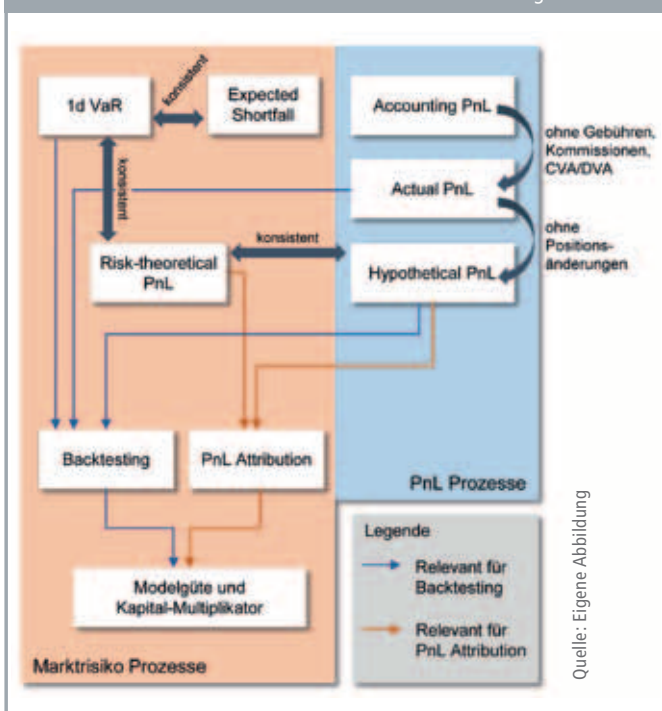 1d VaR
konsistent
Expected
Shortfall
Accounting PnL
ohne Gebühren,
Kommissionen,
CVA/DVA
konsistent
Actual PnL
Risk-theoretical
PnL
konsistent
Hypothetical PnL
ohne
Positions-
änderungen
Backtesting
PnL Attribution
PnL Prozesse
Modelgüte und
Kapital-Multiplikator
Marktrisiko Prozesse
Legende
Relevant für
Backtesting
Relevant für
PnL Attribution
Quelle: Eigene Abbildung